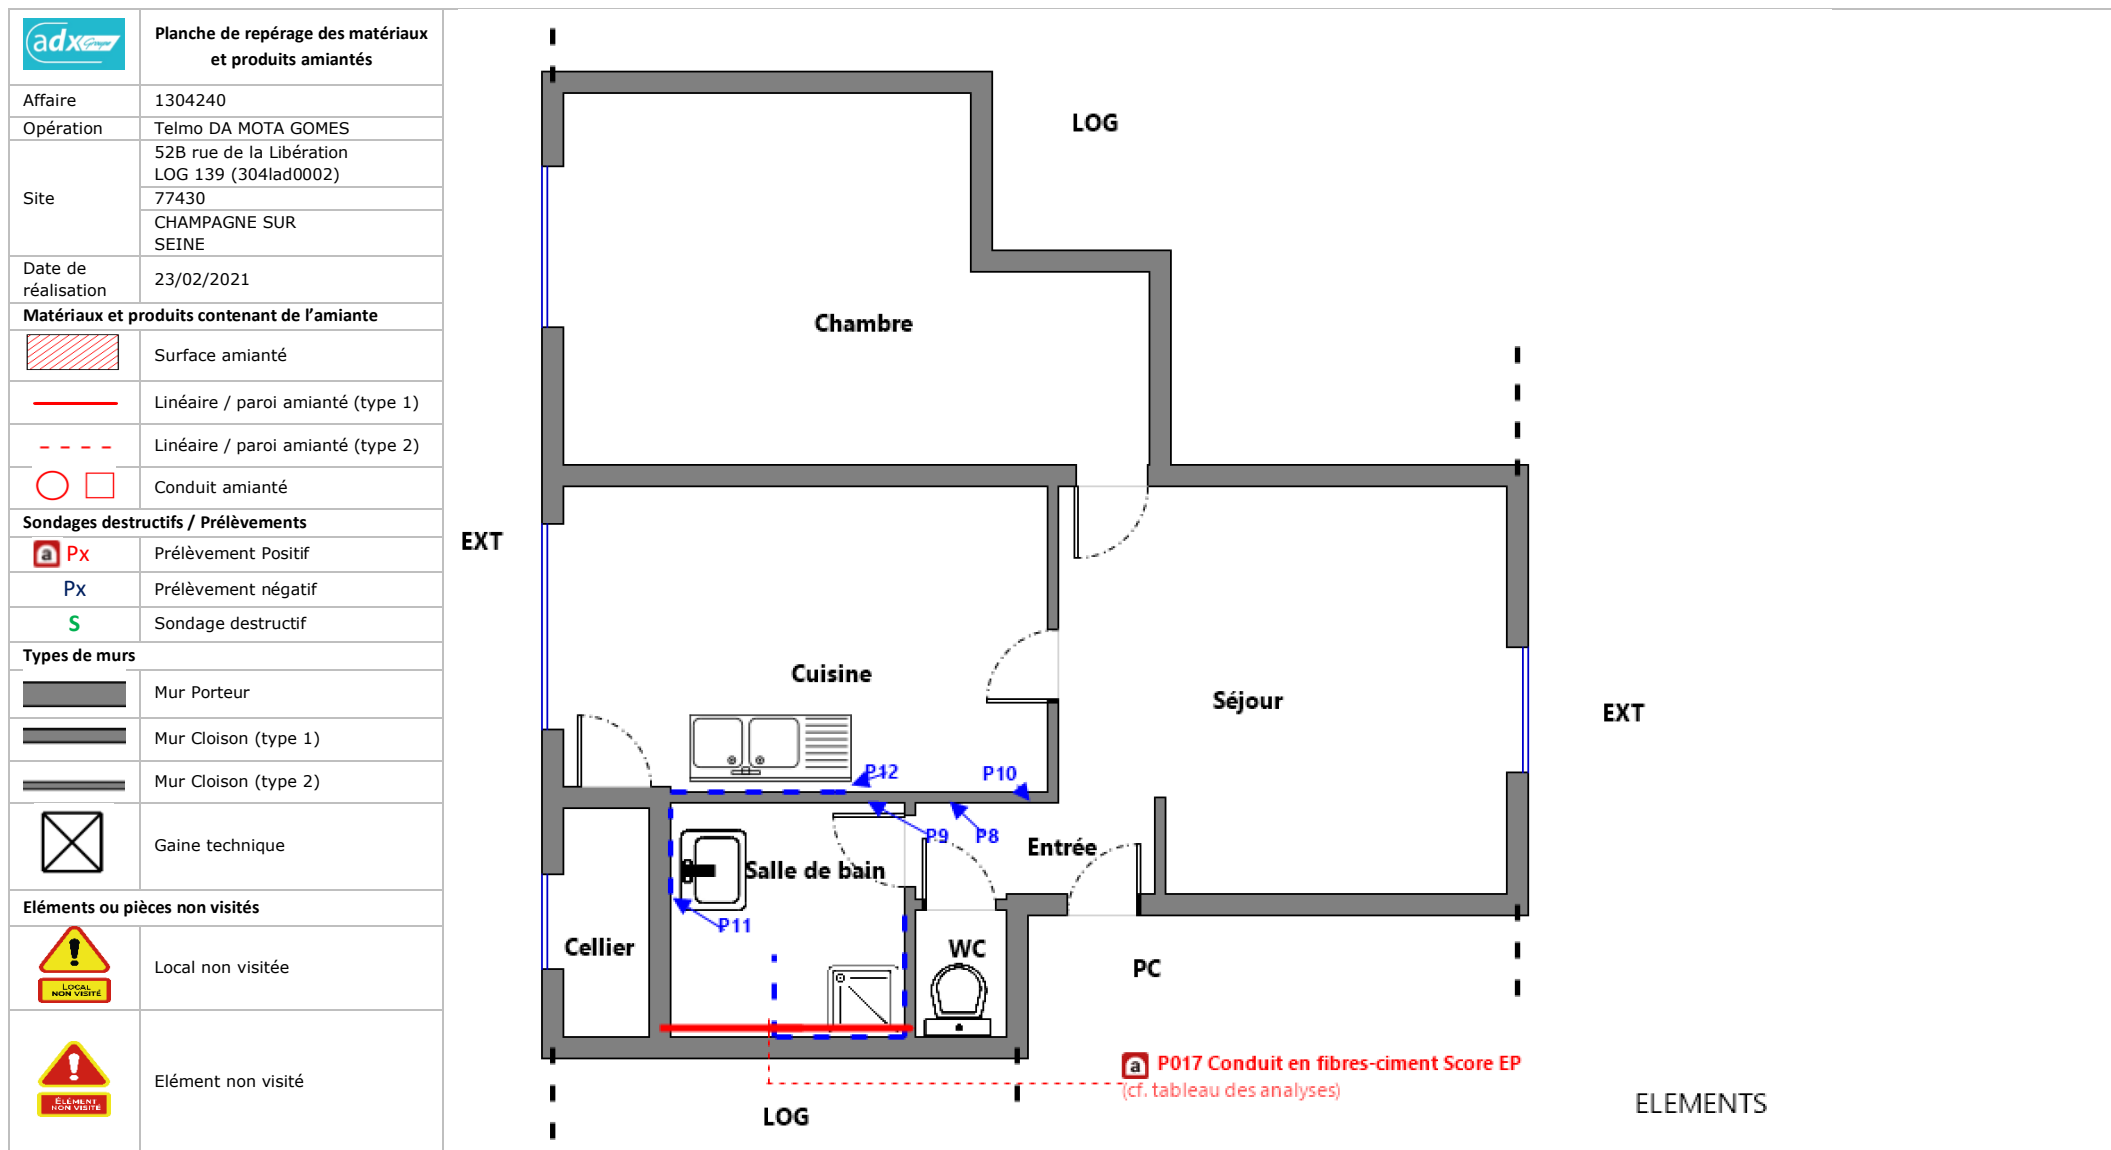 adx Groupe
Planche de repérage des matériaux
et produits amiantés
Affaire
1304240
Opération
Telmo DA MOTA GOMES
Site
52B rue de la Libération
LOG 139 (304lad0002)
77430
CHAMPAGNE SUR
SEINE
Date de
réalisation
23/02/2021
Matériaux et produits contenant de l’amiante
Surface amianté
Linéaire / paroi amianté (type 1)
Linéaire / paroi amianté (type 2)
Conduit amianté
Sondages destructifs / Prélèvements
a Px
Prélèvement Positif
Px
Prélèvement négatif
S
Sondage destructif
Types de murs
Mur Porteur
Mur Cloison (type 1)
Mur Cloison (type 2)
Gaine technique
Eléments ou pièces non visités
LOCAL
NON VISITÉ
Local non visitée
ÉLÉMENT
NON VISITÉ
Elément non visité
LOG
Chambre
EXT
Cuisine
Séjour
EXT
P12
P10
P9
P8
Entrée
Salle de bain
P11
Cellier
WC
PC
a P017 Conduit en fibres-ciment Score EP
(cf. tableau des analyses)
LOG
ELEMENTS